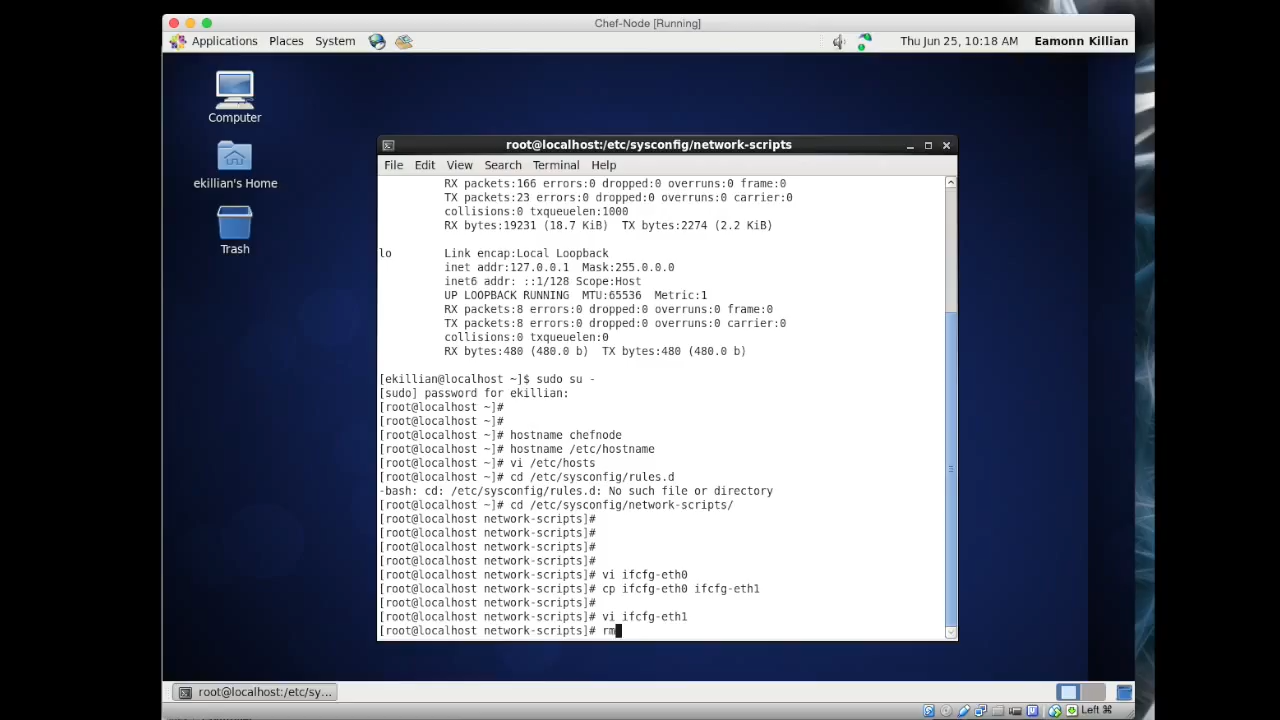 Chef-Node [Running]
Applications Places System Thu Jun 25, 10:18 AM Eamonn Killian
Computer
ekillian's Home
Trash
root@localhost:/etc/sysconfig/network-scripts
File Edit View Search Terminal Help
RX packets:166 errors:0 dropped:0 overruns:0 frame:0
TX packets:23 errors:0 dropped:0 overruns:0 carrier:0
collisions:0 txqueuelen:1000
RX bytes:19231 (18.7 KiB) TX bytes:2274 (2.2 KiB)
lo Link encap:Local Loopback
inet addr:127.0.0.1 Mask:255.0.0.0
inet6 addr: ::1/128 Scope:Host
UP LOOPBACK RUNNING MTU:65536 Metric:1
RX packets:8 errors:0 dropped:0 overruns:0 frame:0
TX packets:8 errors:0 dropped:0 overruns:0 carrier:0
collisions:0 txqueuelen:0
RX bytes:480 (480.0 b) TX bytes:480 (480.0 b)
[ekillian@localhost ~]$ sudo su -
[sudo] password for ekillian:
[root@localhost ~]#
[root@localhost ~]#
[root@localhost ~]# hostname chefnode
[root@localhost ~]# hostname /etc/hostname
[root@localhost ~]# vi /etc/hosts
[root@localhost ~]# cd /etc/sysconfig/rules.d
-bash: cd: /etc/sysconfig/rules.d: No such file or directory
[root@localhost ~]# cd /etc/sysconfig/network-scripts/
[root@localhost network-scripts]#
[root@localhost network-scripts]#
[root@localhost network-scripts]#
[root@localhost network-scripts]#
[root@localhost network-scripts]# vi ifcfg-eth0
[root@localhost network-scripts]# cp ifcfg-eth0 ifcfg-eth1
[root@localhost network-scripts]#
[root@localhost network-scripts]# vi ifcfg-eth1
[root@localhost network-scripts]# rm
root@localhost:/etc/sy...
Left ⌘